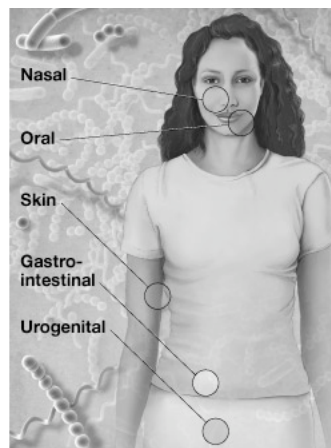 Nasal
Oral
Skin
Gastro-
intestinal
Urogenital